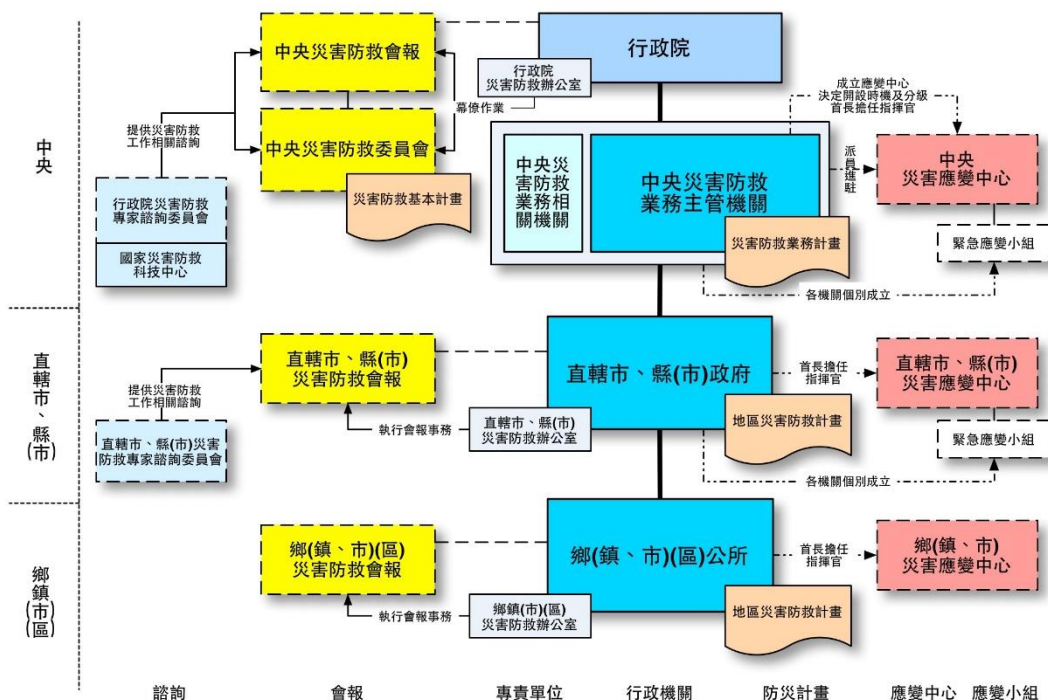 中央災害防救會報
行政院
行政院
災害防救辦公室
幕僚作業
成立應變中心
決定開設時機及分級
首長擔任指揮官
提供災害防救
工作相關諮詢
中央
中央災害防救委員會
災害防救基本計畫
中央災
害防救
業務相
關機關
中央災害防救
業務主管機關
派員進駐
中央
災害應變中心
行政院災害防救
專家諮詢委員會
國家災害防救
科技中心
災害防救業務計畫
緊急應變小組
各機關個別成立
直轄市、縣(市)
直轄市、縣(市)
災害防救會報
直轄市、縣(市)政府
首長擔任
指揮官
直轄市、縣(市)
災害應變中心
提供災害防救
工作相關諮詢
執行會報事務
直轄市、縣(市)
災害防救辦公室
地區災害防救計畫
緊急應變小組
直轄市、縣(市)災害
防救專家諮詢委員會
各機關個別成立
鄉鎮(市)(區)
鄉(鎮、市)(區)
災害防救會報
鄉(鎮、市)(區)公所
首長擔任
指揮官
鄉(鎮、市)
災害應變中心
執行會報事務
鄉鎮(市)(區)
災害防救辦公室
地區災害防救計畫
諮詢
會報
專責單位
行政機關
防災計畫
應變中心
應變小組